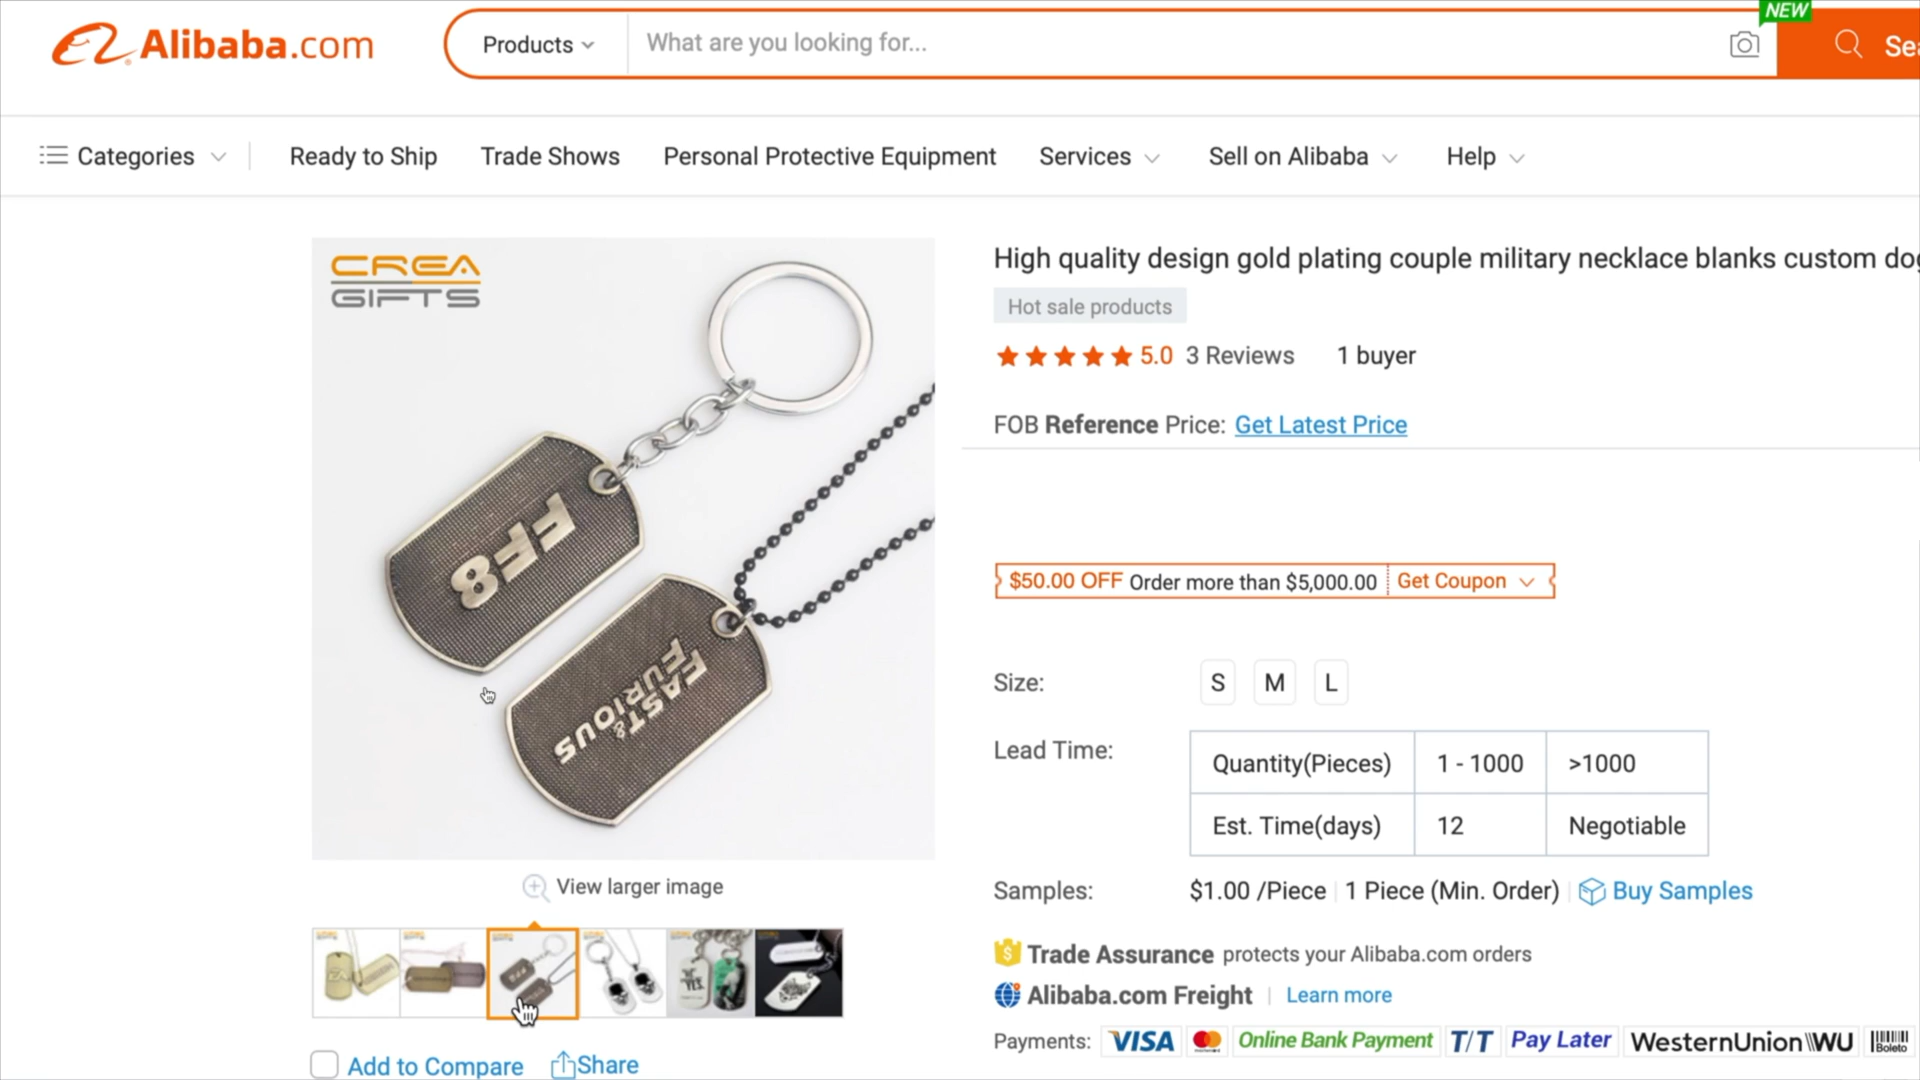 Alibaba.com
Products
What are you looking for...
NEW
Categories
Ready to Ship
Trade Shows
Personal Protective Equipment
Services
Sell on Alibaba
Help
CREA
GIFTS
FF8
FAST &
FURIOUS
High quality design gold plating couple military necklace blanks custom
Hot sale products
5.0 3 Reviews 1 buyer
FOB Reference Price: Get Latest Price
$50.00 OFF Order more than $5,000.00 Get Coupon
Size: S M L
Lead Time:
Quantity(Pieces) 1 - 1000 >1000
Est. Time(days) 12 Negotiable
View larger image
Samples: $1.00 /Piece 1 Piece (Min. Order) Buy Samples
Trade Assurance protects your Alibaba.com orders
Alibaba.com Freight Learn more
Payments: VISA Online Bank Payment T/T Pay Later WesternUnion WU Boleto
Add to Compare Share